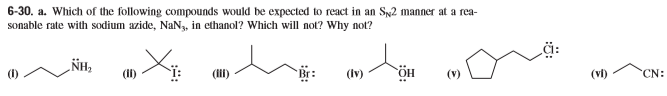 6-30. a. Which of the following compounds would be expected to react in an SN2 manner at a rea-
sonable rate with sodium azide, NaN3, in ethanol? Which will not? Why not?
(i) NH2 (ii) I: (iii) Br: (iv) OH (v) Cl: (vi) CN: